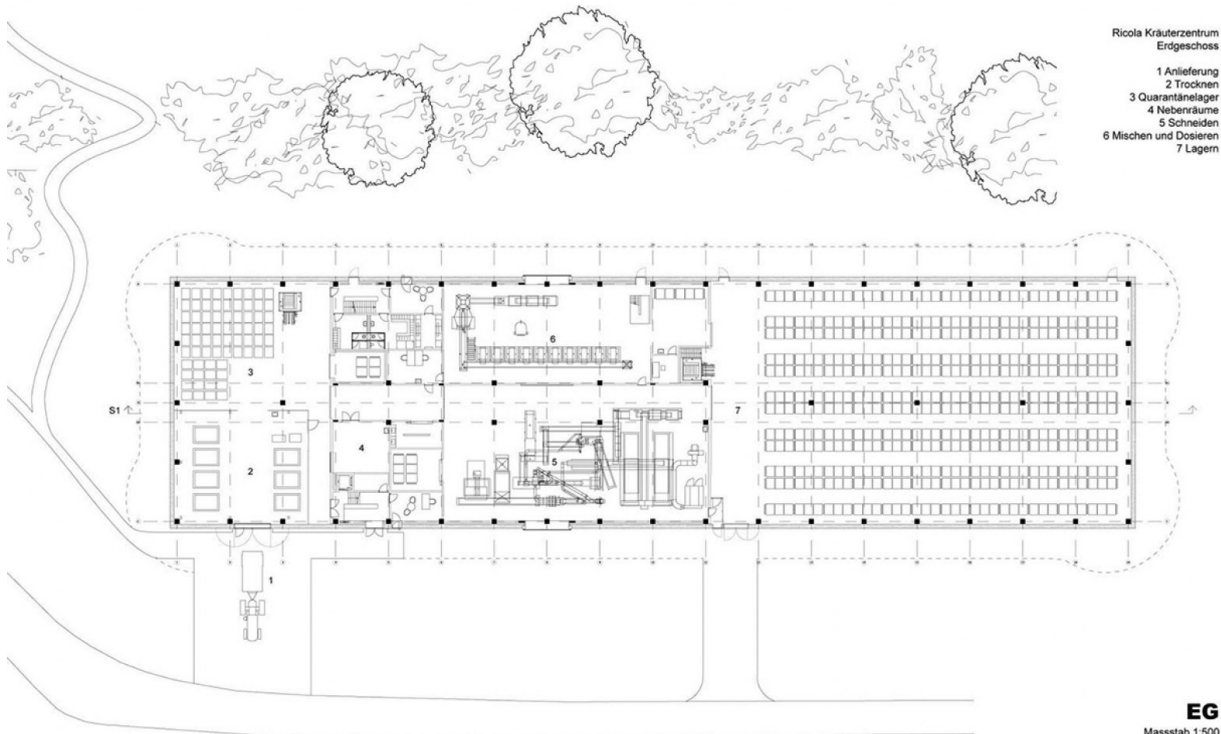 Ricola Kräuterzentrum
Erdgeschoss
1 Anlieferung
2 Trocknen
3 Quarantänelager
4 Nebenräume
5 Schneiden
6 Mischen und Dosieren
7 Lagern
6
3
S1
7
4
5
2
1
EG
Massstab 1:500